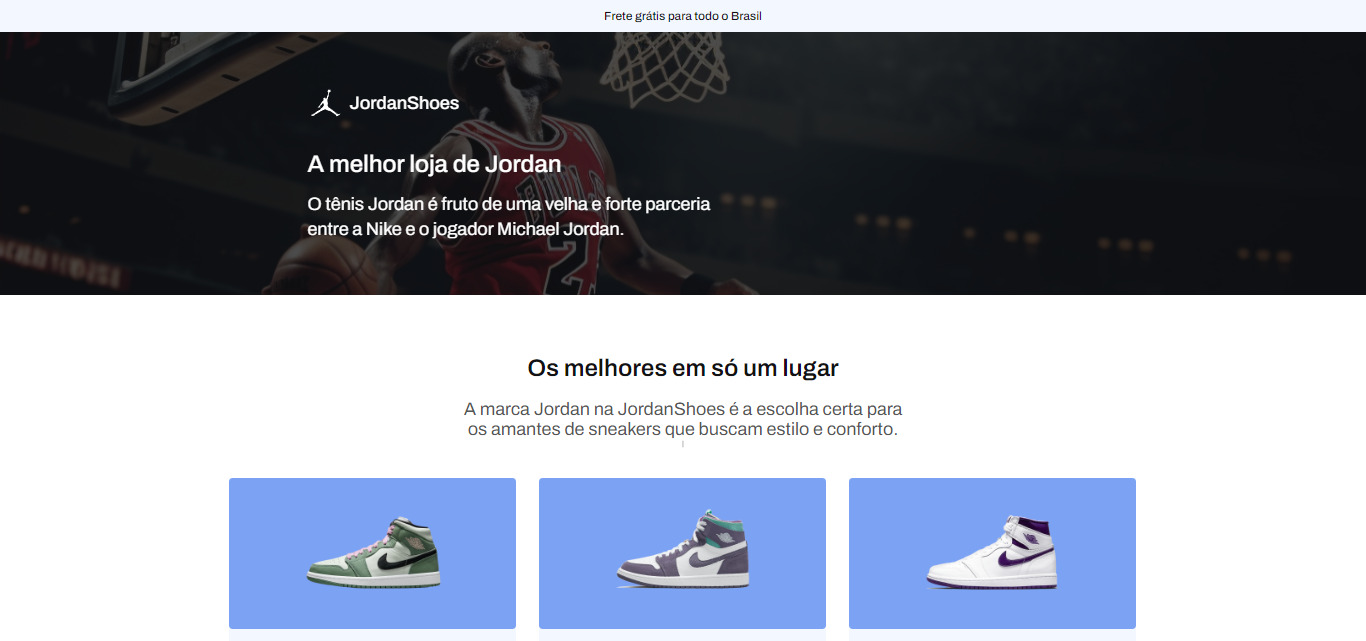 Frete grátis para todo o Brasil
JordanShoes
A melhor loja de Jordan
O tênis Jordan é fruto de uma velha e forte parceria
entre a Nike e o jogador Michael Jordan.
BULLS
2
Os melhores em só um lugar
A marca Jordan na JordanShoes é a escolha certa para
os amantes de sneakers que buscam estilo e conforto.